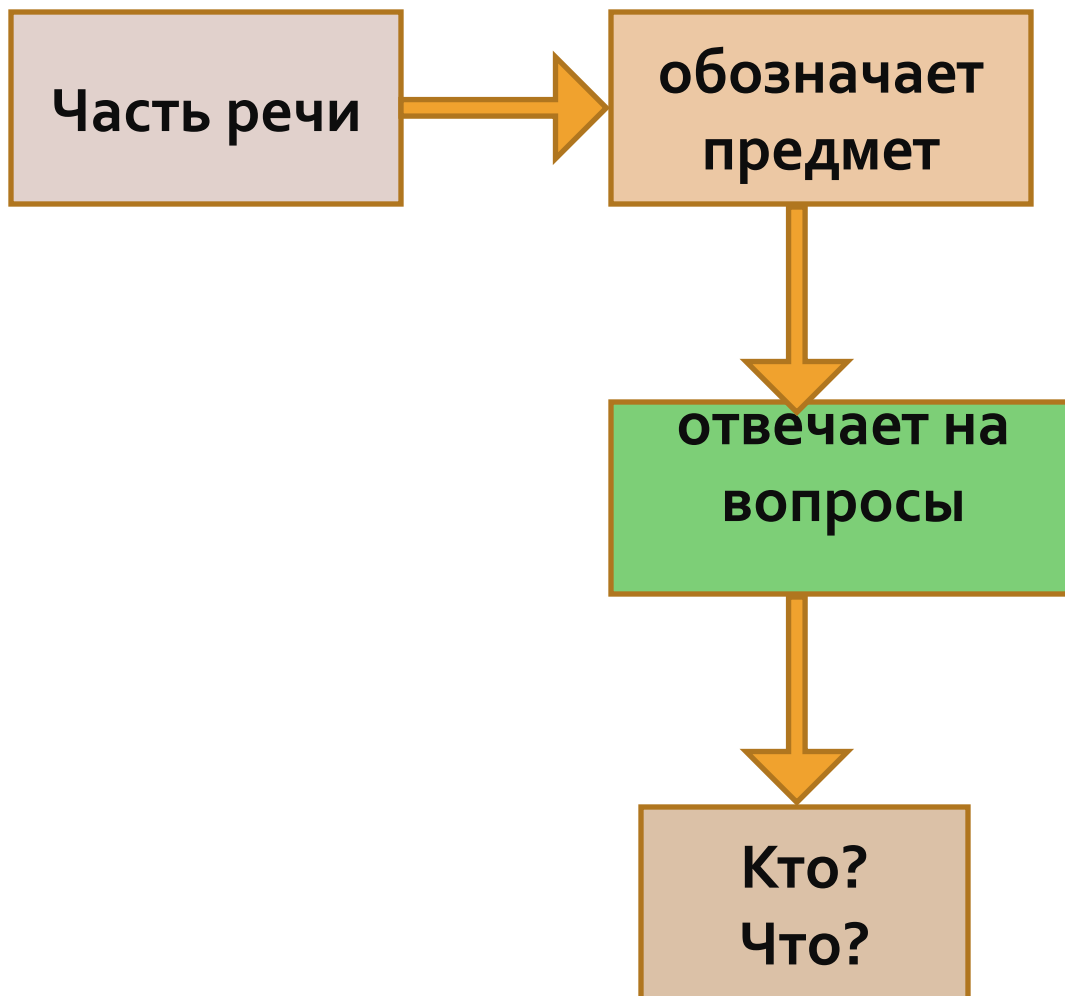 Часть речи
обозначает
предмет
отвечает на
вопросы
Кто?
Что?